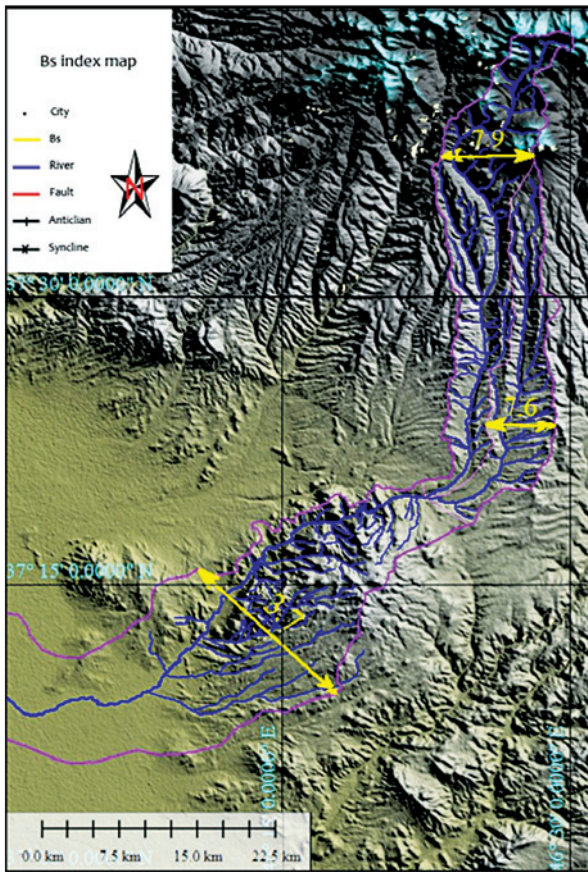 Bs index map
City
Bs
River
Fault
Anticlian
Syncline
N
7.9
37° 30' 0.0000" N
7.6
37° 15' 0.0000" N
3.7
0.0 km 7.5 km 15.0 km 22.5 km